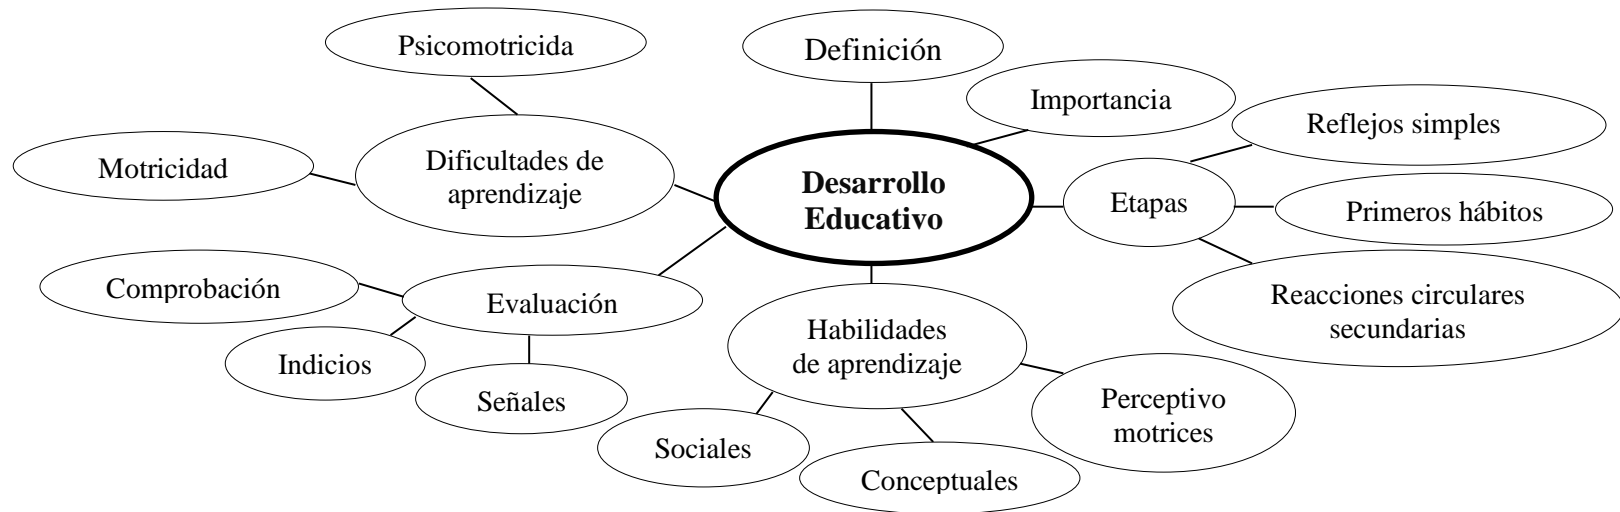 Psicomotricida
Definición
Importancia
Reflejos simples
Motricidad
Dificultades de
aprendizaje
Desarrollo
Educativo
Etapas
Primeros hábitos
Comprobación
Evaluación
Reacciones circulares
secundarias
Habilidades
de aprendizaje
Indicios
Señales
Perceptivo
motrices
Sociales
Conceptuales